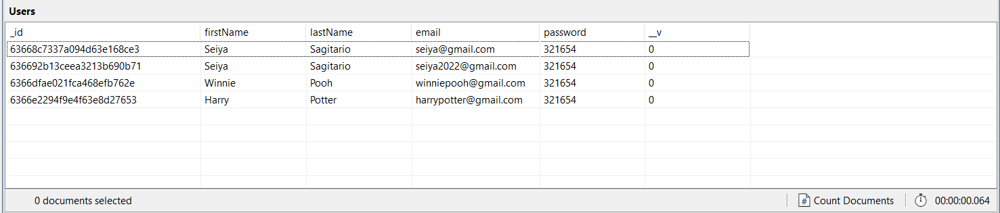 Users
_id firstName lastName email password __v
63668c7337a094d63e168ce3 Seiya Sagitario seiya@gmail.com 321654 0
636692b13ceea3213b690b71 Seiya Sagitario seiya2022@gmail.com 321654 0
6366dfae021fca468efb762e Winnie Pooh winniepooh@gmail.com 321654 0
6366e2294f9e4f63e8d27653 Harry Potter harrypotter@gmail.com 321654 0
0 documents selected # Count Documents 00:00:00.064